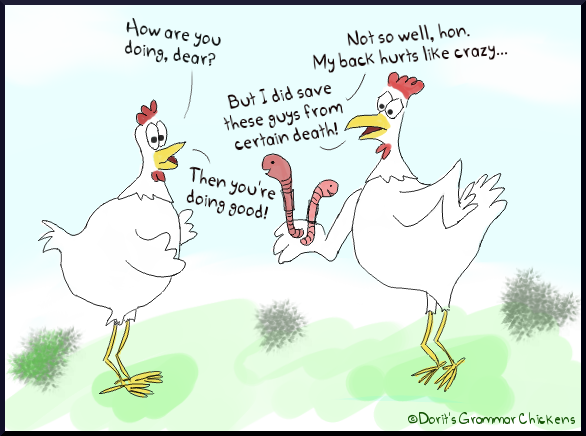 How are you
doing, dear?
Not so well, hon.
My back hurts like crazy...
But I did save
these guys from
certain death!
Then you're
doing good!
©Dorit's Grammar Chickens